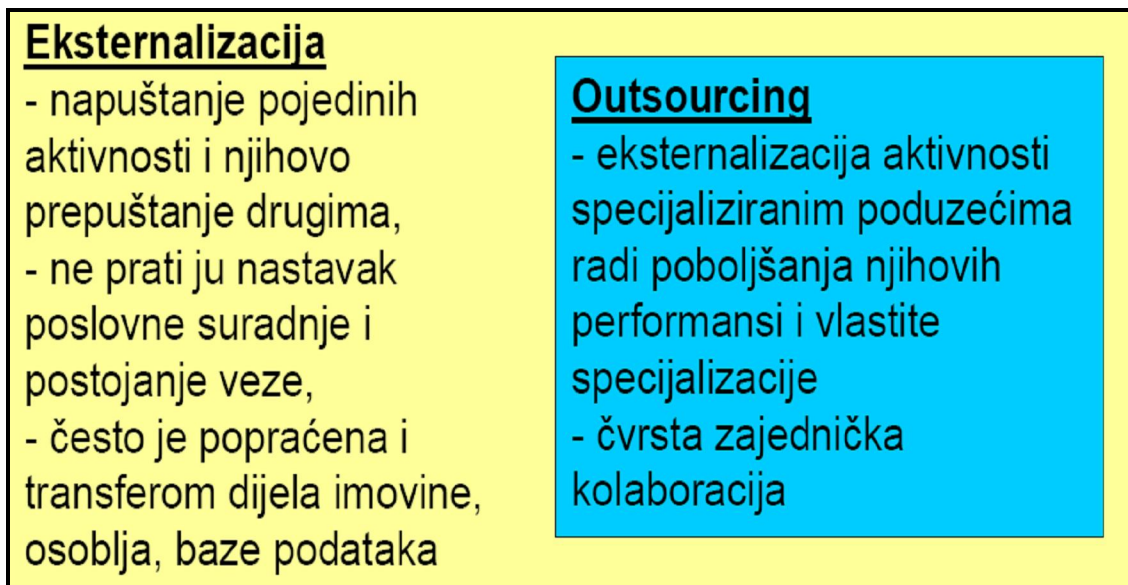 Eksternalizacija
- napuštanje pojedinih
aktivnosti i njihovo
prepuštanje drugima,
- ne prati ju nastavak
poslovne suradnje i
postojanje veze,
- često je popraćena i
transferom dijela imovine,
osoblja, baze podataka
Outsourcing
- eksternalizacija aktivnosti
specijaliziranim poduzećima
radi poboljšanja njihovih
performansi i vlastite
specijalizacije
- čvrsta zajednička
kolaboracija